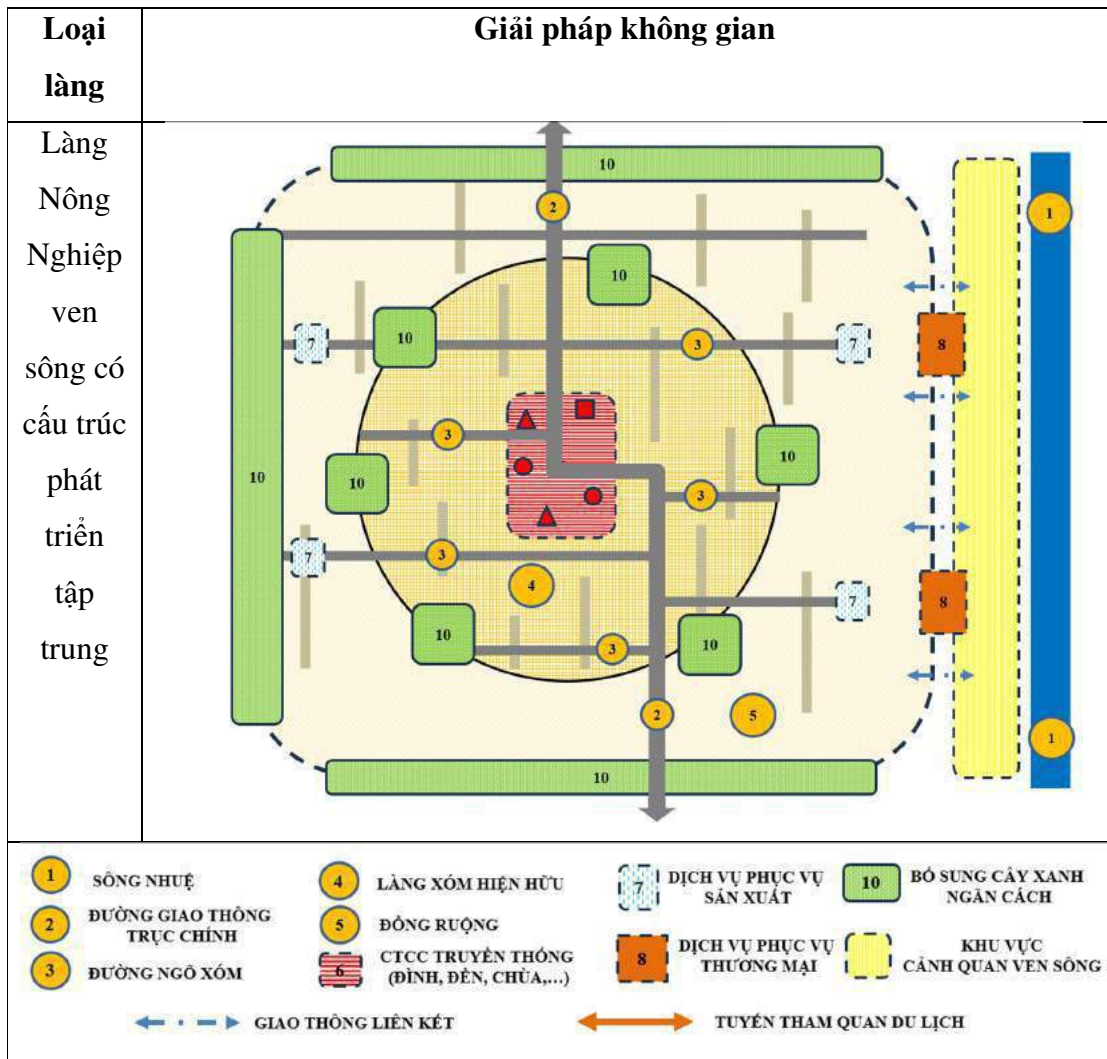 Loại
làng
Giải pháp không gian
Làng
Nông
Nghiệp
ven
sông có
cấu trúc
phát
triển
tập
trung
10
2
1
10
7
10
3
7
8
3
10
10
10
3
7
3
4
7
8
10
10
3
2
5
1
10
1 SÔNG NHUỆ
2 ĐƯỜNG GIAO THÔNG
TRỤC CHÍNH
3 ĐƯỜNG NGÕ XÓM
4 LÀNG XÓM HIỆN HỮU
5 ĐỒNG RUỘNG
6 CTCC TRUYỀN THỐNG
(ĐÌNH, ĐỀN, CHÙA,…)
7 DỊCH VỤ PHỤC VỤ
SẢN XUẤT
8 DỊCH VỤ PHỤC VỤ
THƯƠNG MẠI
10 BỔ SUNG CÂY XANH
NGĂN CÁCH
KHU VỰC
CẢNH QUAN VEN SÔNG
GIAO THÔNG LIÊN KẾT
TUYẾN THAM QUAN DU LỊCH